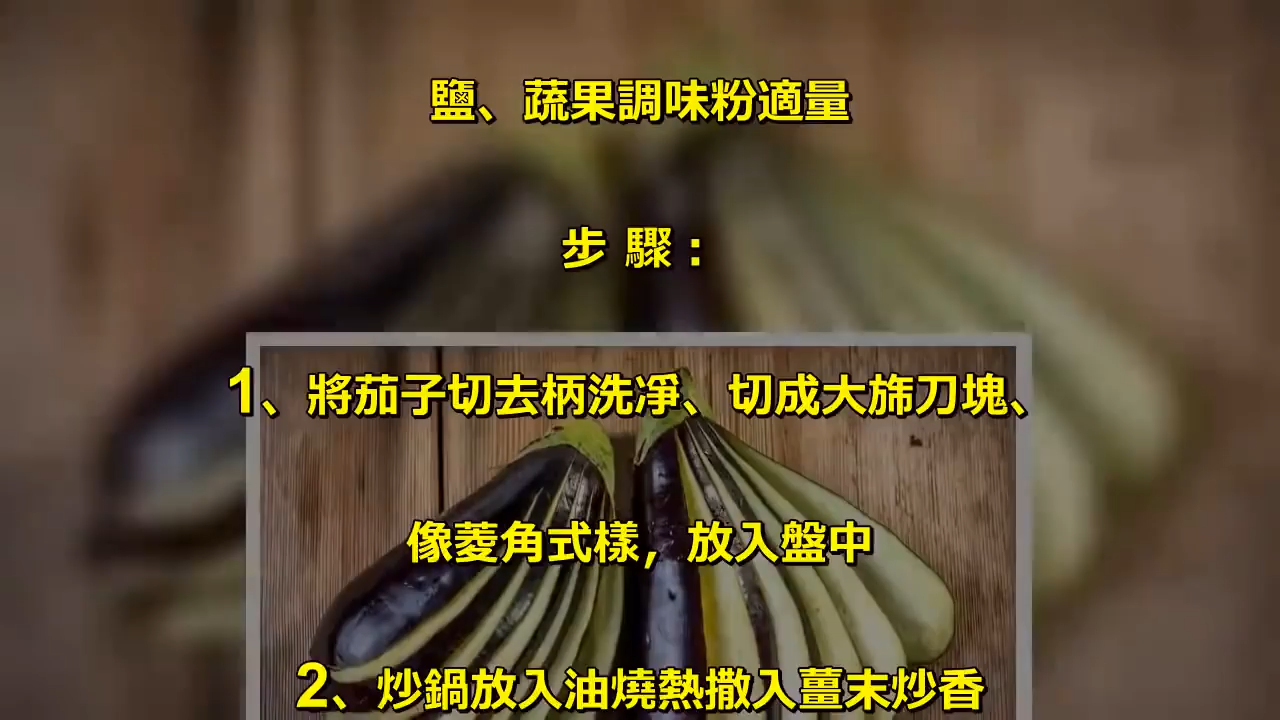 鹽、蔬果調味粉適量
步 驟：
1、將茄子切去柄洗凈、切成大旆刀塊、
像菱角式樣，放入盤中
2、炒鍋放入油燒熱撒入薑末炒香